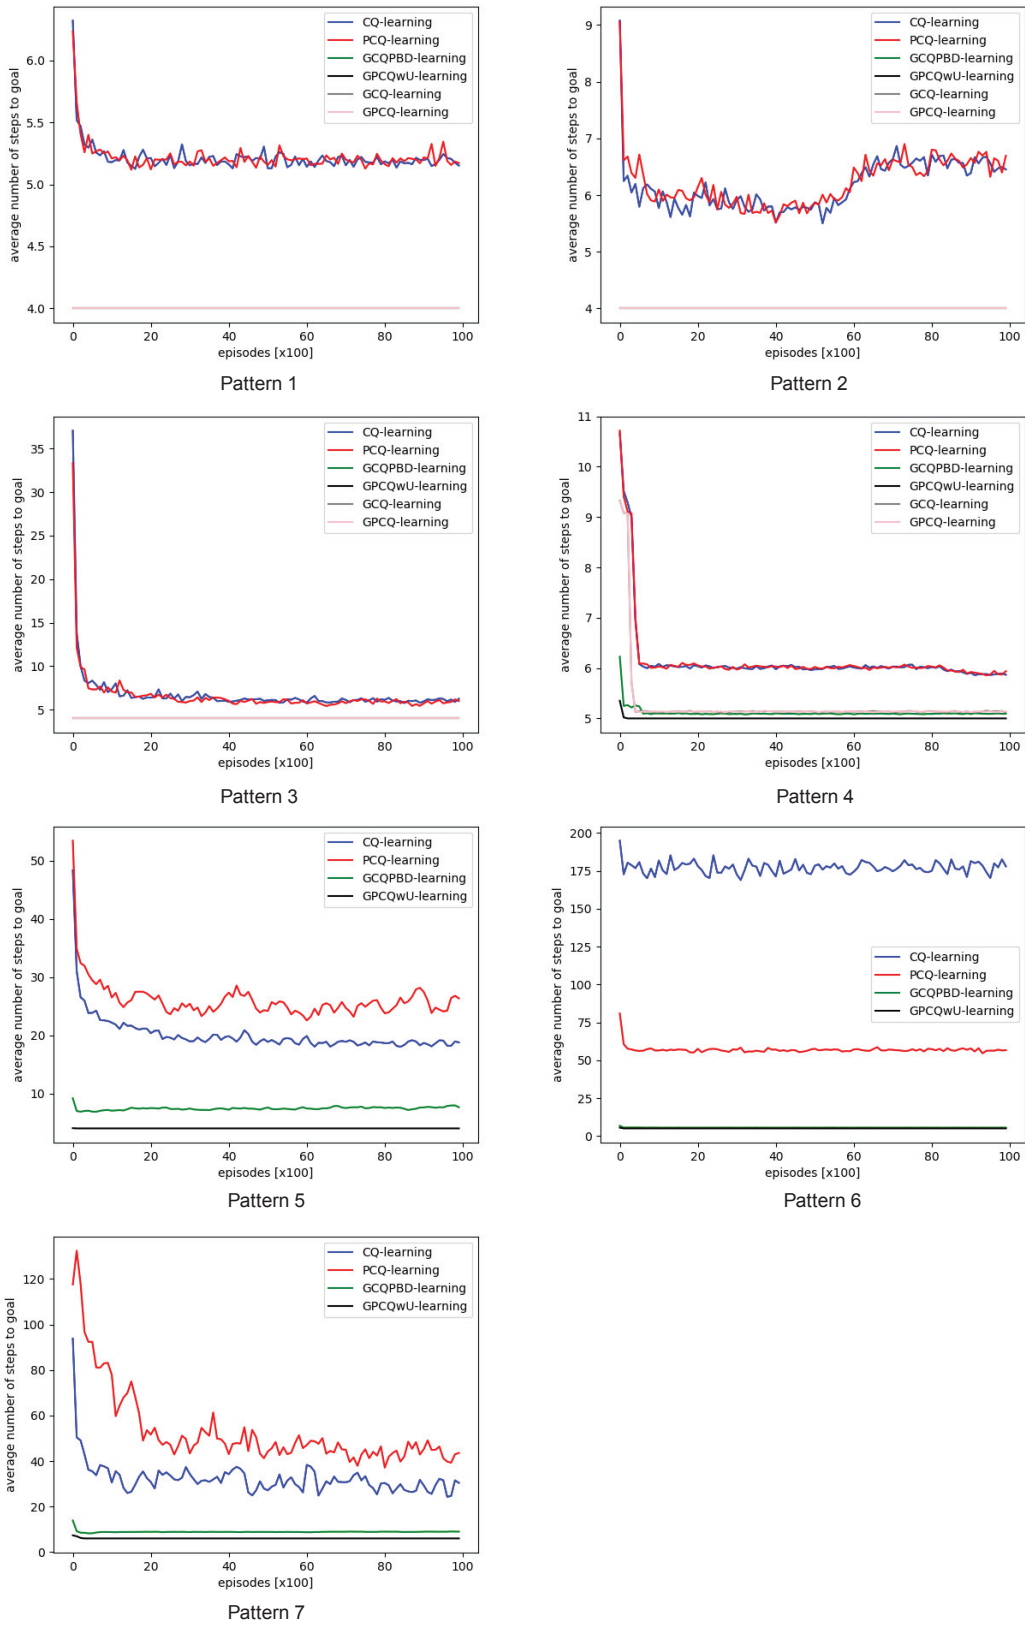 CQ-learning
PCQ-learning
GCQPBD-learning
GPCQwU-learning
GCQ-learning
GPCQ-learning
average number of steps to goal
6.0
5.5
5.0
4.5
4.0
0 20 40 60 80 100
episodes [x100]
Pattern 1
CQ-learning
PCQ-learning
GCQPBD-learning
GPCQwU-learning
GCQ-learning
GPCQ-learning
average number of steps to goal
9
8
7
6
5
4
0 20 40 60 80 100
episodes [x100]
Pattern 2
CQ-learning
PCQ-learning
GCQPBD-learning
GPCQwU-learning
GCQ-learning
GPCQ-learning
average number of steps to goal
35
30
25
20
15
10
5
0 20 40 60 80 100
episodes [x100]
Pattern 3
CQ-learning
PCQ-learning
GCQPBD-learning
GPCQwU-learning
GCQ-learning
GPCQ-learning
average number of steps to goal
11
10
9
8
7
6
5
0 20 40 60 80 100
episodes [x100]
Pattern 4
CQ-learning
PCQ-learning
GCQPBD-learning
GPCQwU-learning
average number of steps to goal
50
40
30
20
10
0 20 40 60 80 100
episodes [x100]
Pattern 5
CQ-learning
PCQ-learning
GCQPBD-learning
GPCQwU-learning
average number of steps to goal
200
175
150
125
100
75
50
25
0
0 20 40 60 80 100
episodes [x100]
Pattern 6
CQ-learning
PCQ-learning
GCQPBD-learning
GPCQwU-learning
average number of steps to goal
120
100
80
60
40
20
0
0 20 40 60 80 100
episodes [x100]
Pattern 7